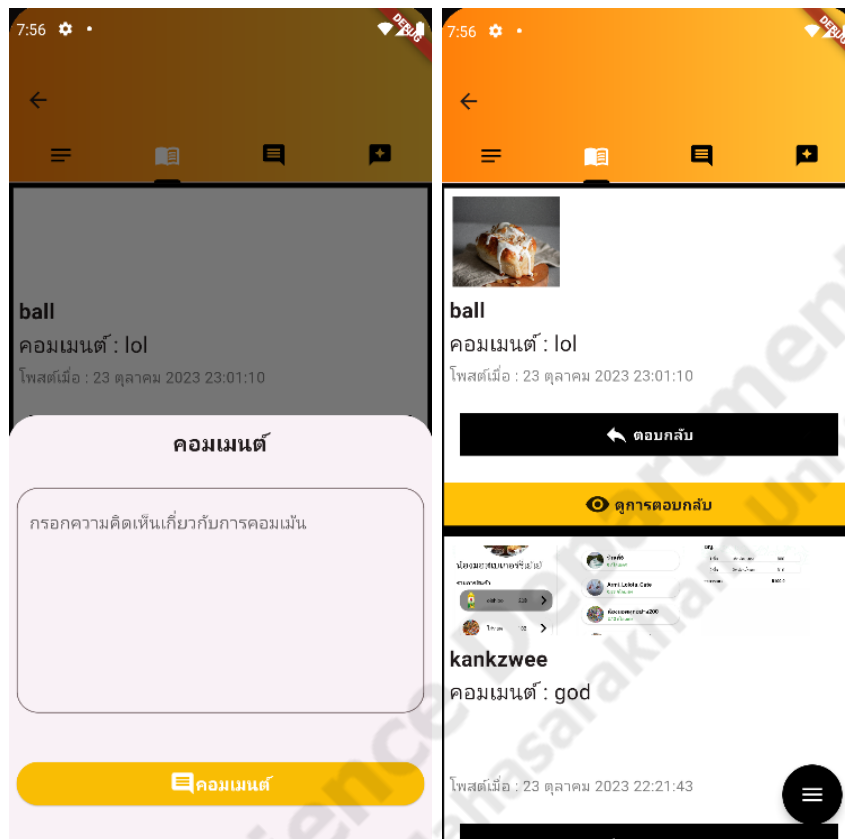 7:56
DEBUG
ball
คอมเมนต์ : lol
โพสต์เมื่อ : 23 ตุลาคม 2023 23:01:10
คอมเมนต์
กรอกความคิดเห็นเกี่ยวกับการคอมเม้น
คอมเมนต์
7:56
ball
คอมเมนต์ : lol
โพสต์เมื่อ : 23 ตุลาคม 2023 23:01:10
ตอบกลับ
ดูการตอบกลับ
kankzwee
คอมเมนต์ : god
โพสต์เมื่อ : 23 ตุลาคม 2023 22:21:43